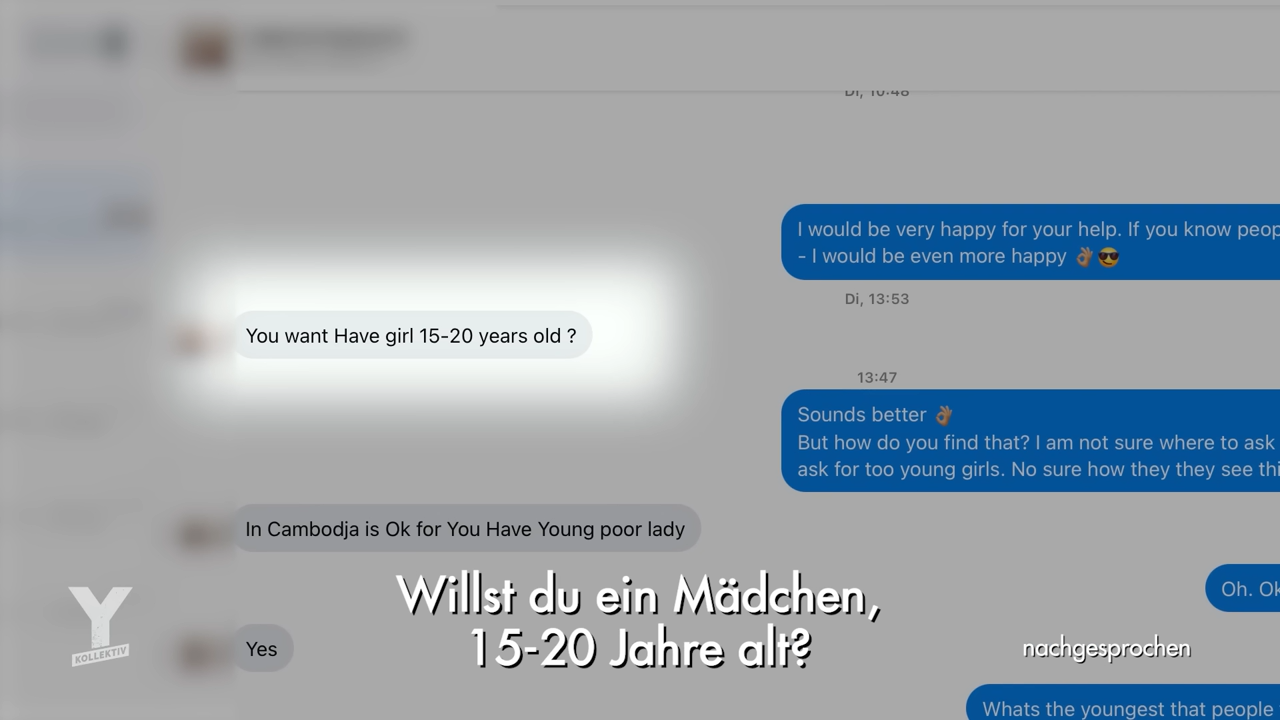 Di, 10:48
I would be very happy for your help. If you know
- I would be even more happy 👌🏽😎
Di, 13:53
You want Have girl 15-20 years old ?
13:47
Sounds better 👌🏽
But how do you find that? I am not sure where to ask
ask for too young girls. No sure how they they see
In Cambodja is Ok for You Have Young poor lady
Oh.
Yes
Whats the youngest that people
Willst du ein Mädchen,
15-20 Jahre alt?
nachgesprochen
Y
KOLLEKTIV